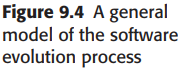 Figure 9.4 A general
model of the software
evolution process